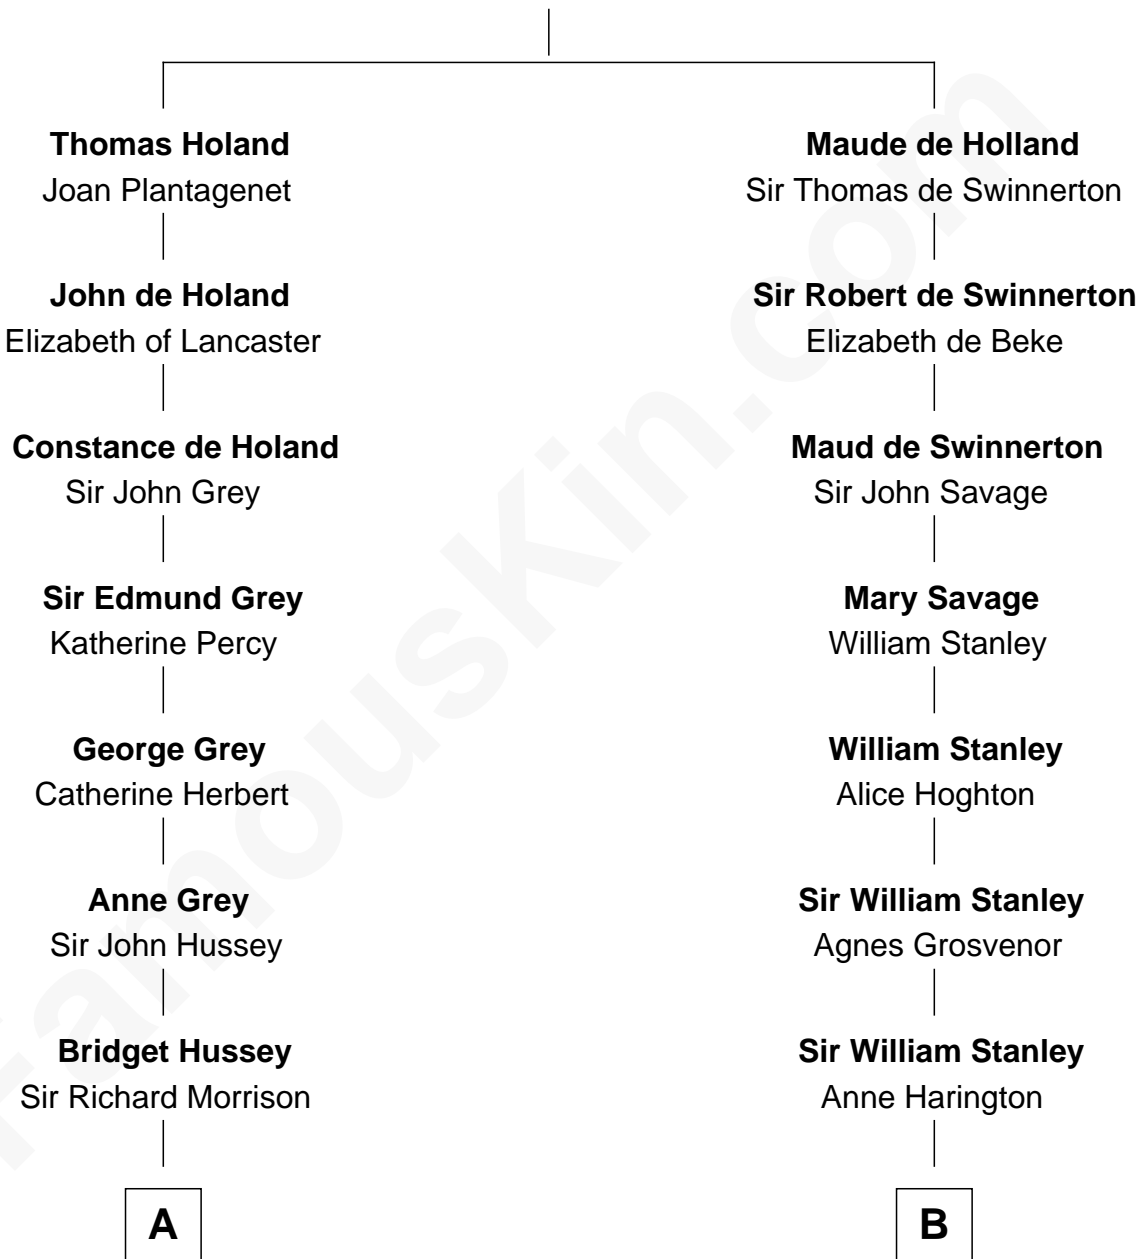 Thomas Holand
Joan Plantagenet
John de Holand
Elizabeth of Lancaster
Constance de Holand
Sir John Grey
Sir Edmund Grey
Katherine Percy
George Grey
Catherine Herbert
Anne Grey
Sir John Hussey
Bridget Hussey
Sir Richard Morrison
A
Maude de Holland
Sir Thomas de Swinnerton
Sir Robert de Swinnerton
Elizabeth de Beke
Maud de Swinnerton
Sir John Savage
Mary Savage
William Stanley
William Stanley
Alice Hoghton
Sir William Stanley
Agnes Grosvenor
Sir William Stanley
Anne Harington
B
FamousKin.com